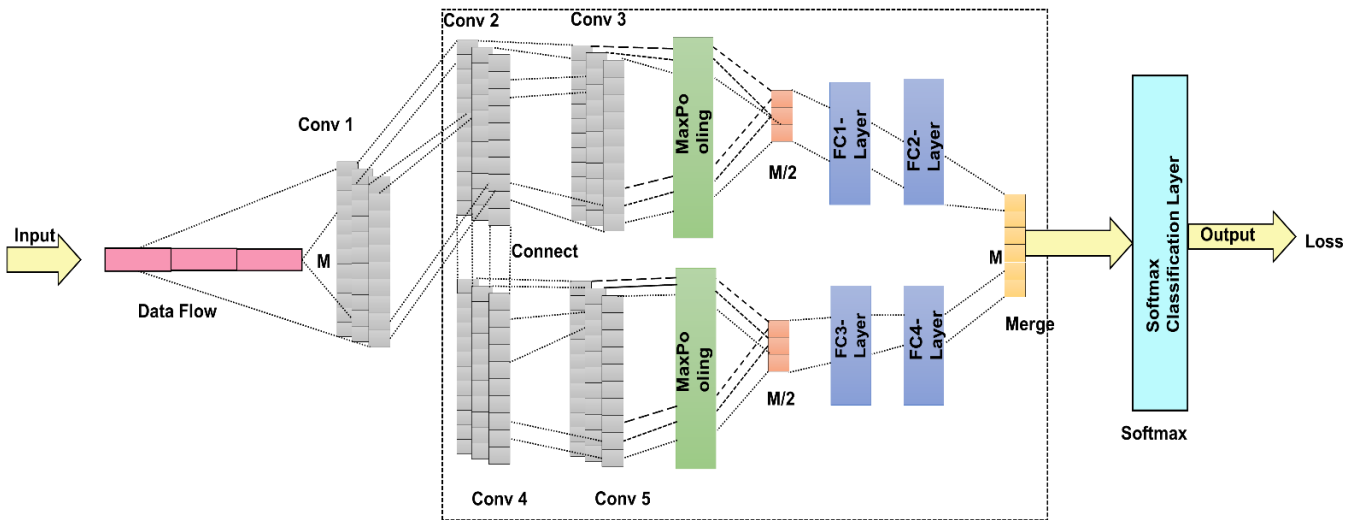 Conv 2
Conv 3
Conv 1
MaxPo
oling
FC1-
Layer
FC2-
Layer
M/2
Input
M
Connect
Data Flow
M
Merge
Softmax
Classification Layer
Output
Loss
MaxPo
oling
FC3-
Layer
FC4-
Layer
M/2
Softmax
Conv 4
Conv 5